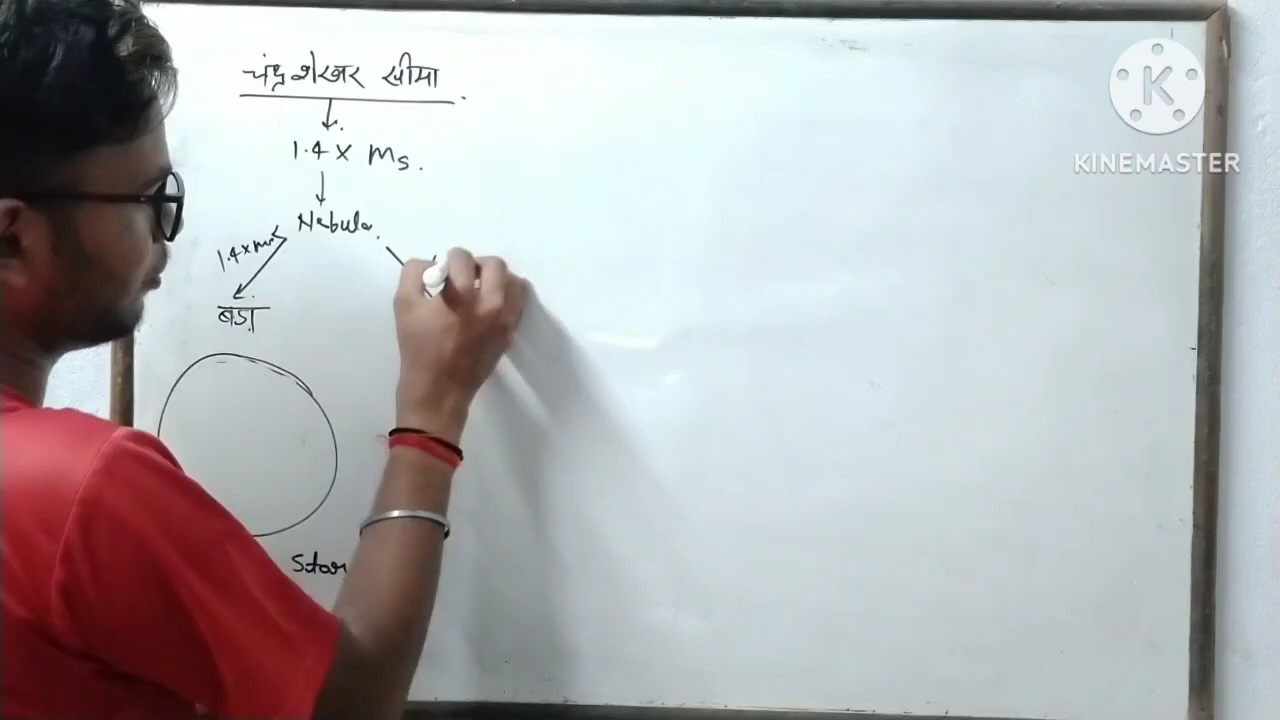 चंद्रशेखर सीमा
1.4 x Ms.
Nebula.
1.4 x Ms <
बड़ा
Star
K
KINEMASTER